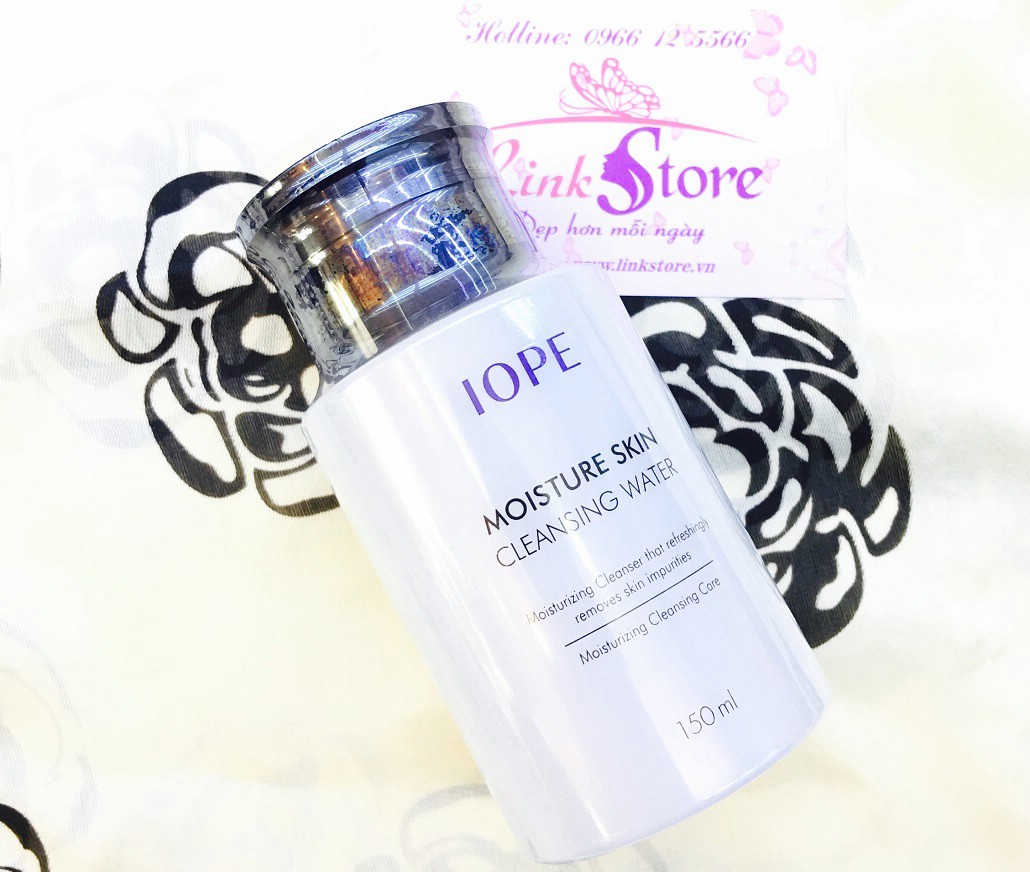 Hotline: 0966 12 5566
Link Store
Đẹp hơn mỗi ngày
www.linkstore.vn
IOPE
MOISTURE SKIN
CLEANSING WATER
Moisturizing Cleanser that refreshingly
removes skin impurities
Moisturizing Cleansing Care
150 ml